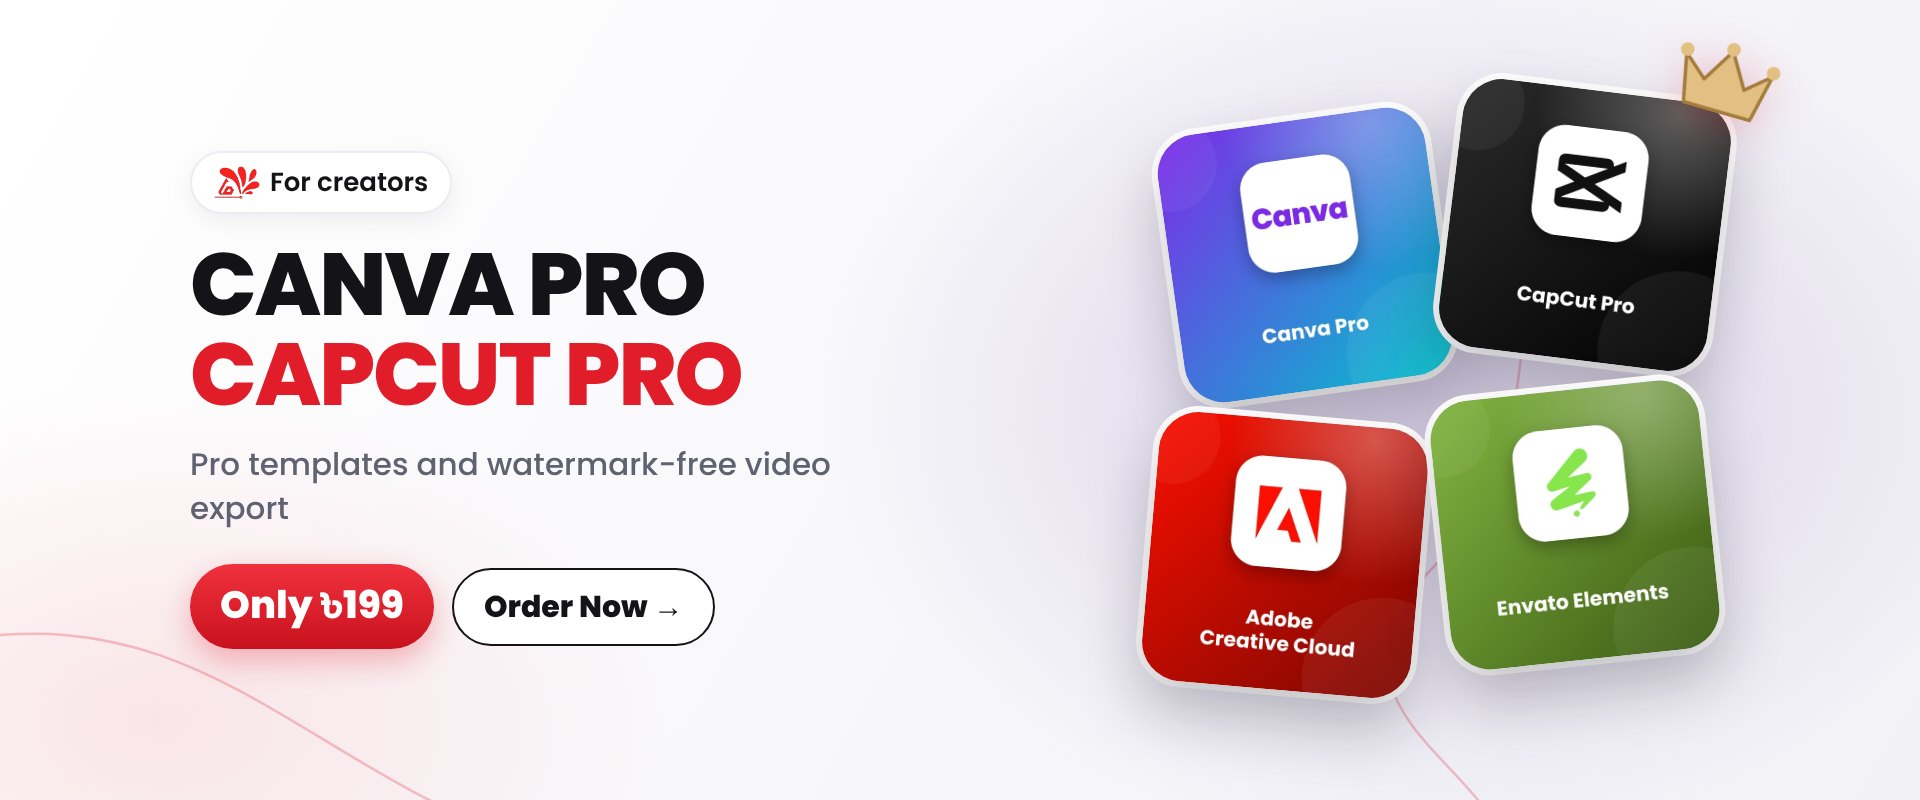 For creators
CANVA PRO
CAPCUT PRO
Pro templates and watermark-free video
export
Only ৳199
Order Now →
Canva
Canva Pro
CapCut Pro
Adobe
Creative Cloud
Envato Elements